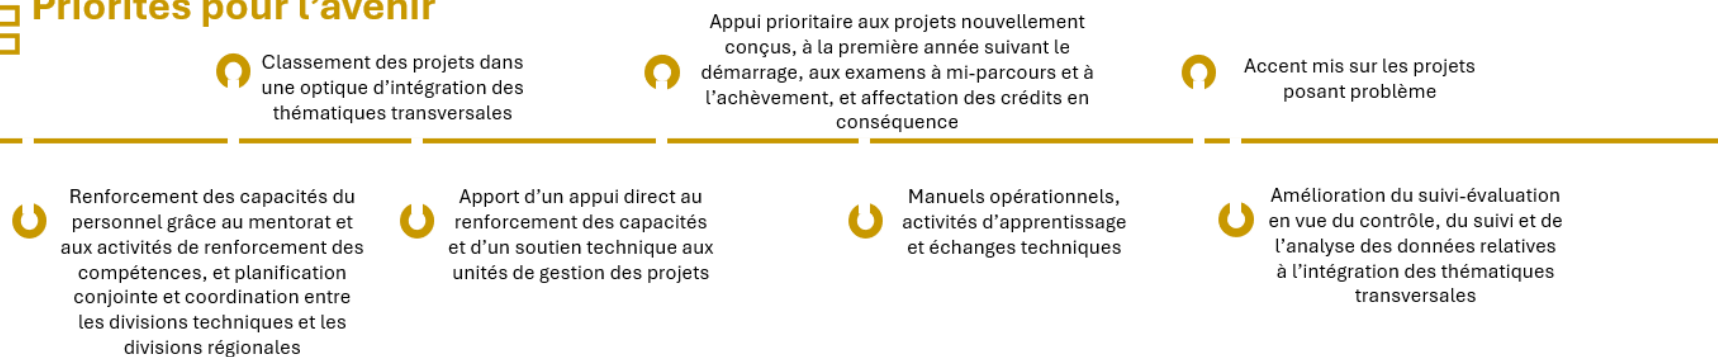 Priorités pour l'avenir
Classement des projets dans
une optique d'intégration des
thématiques transversales
Appui prioritaire aux projets nouvellement
conçus, à la première année suivant le
démarrage, aux examens à mi-parcours et à
l'achèvement, et affectation des crédits en
conséquence
Accent mis sur les projets
posant problème
Renforcement des capacités du
personnel grâce au mentorat et
aux activités de renforcement des
compétences, et planification
conjointe et coordination entre
les divisions techniques et les
divisions régionales
Apport d'un appui direct au
renforcement des capacités
et d'un soutien technique aux
unités de gestion des projets
Manuels opérationnels,
activités d'apprentissage
et échanges techniques
Amélioration du suivi-évaluation
en vue du contrôle, du suivi et de
l'analyse des données relatives
à l'intégration des thématiques
transversales